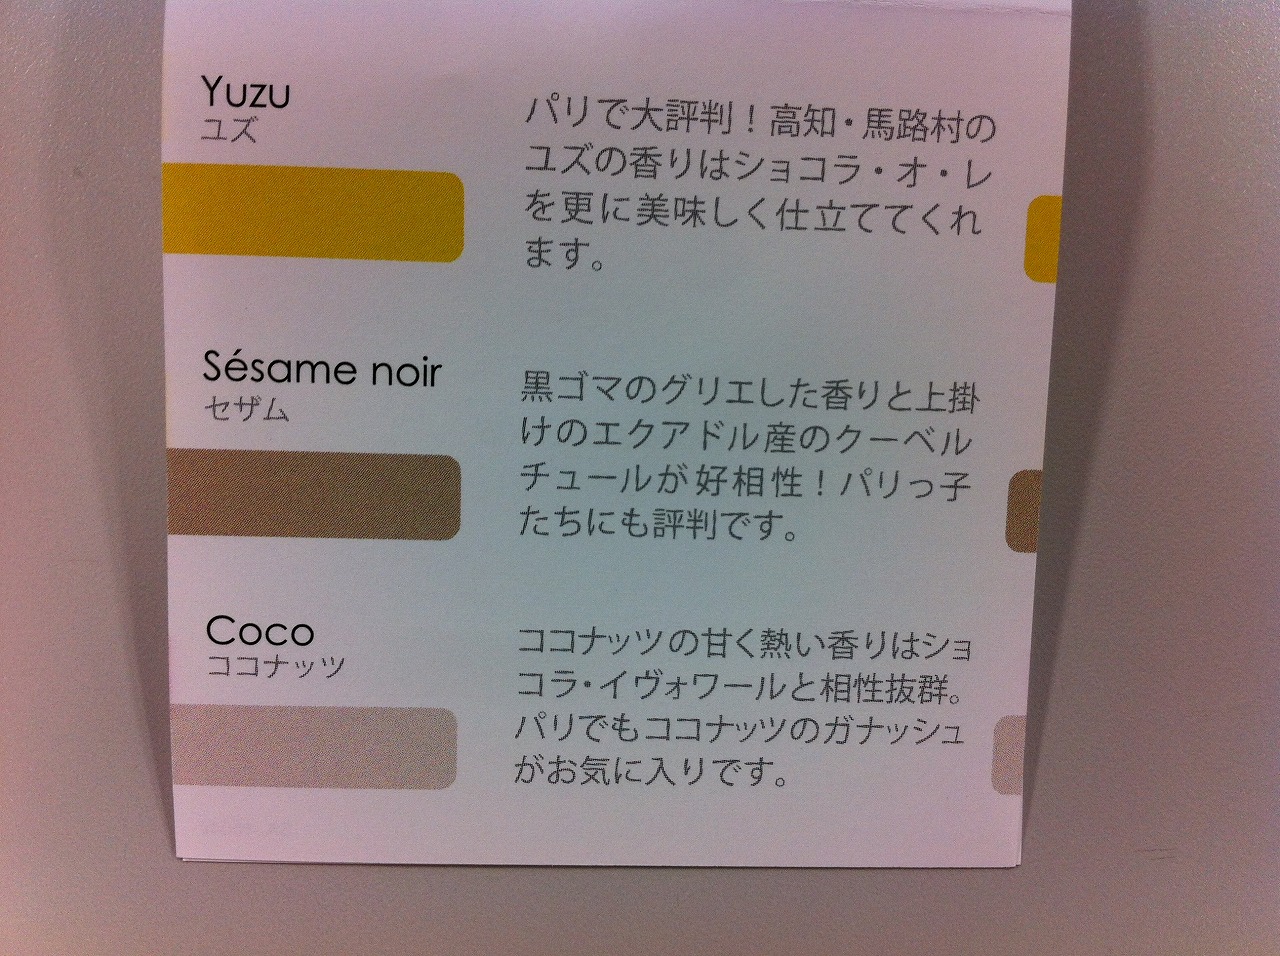 Yuzu
ユズ
パリで大評判！高知・馬路村の
ユズの香りはショコラ・オ・レ
を更に美味しく仕立ててくれ
ます。
Sésame noir
セザム
黒ゴマのグリエした香りと上掛
けのエクアドル産のクーベル
チュールが好相性！パリっ子
たちにも評判です。
Coco
ココナッツ
ココナッツの甘く熱い香りはショ
コラ・イヴォワールと相性抜群。
パリでもココナッツのガナッシュ
がお気に入りです。